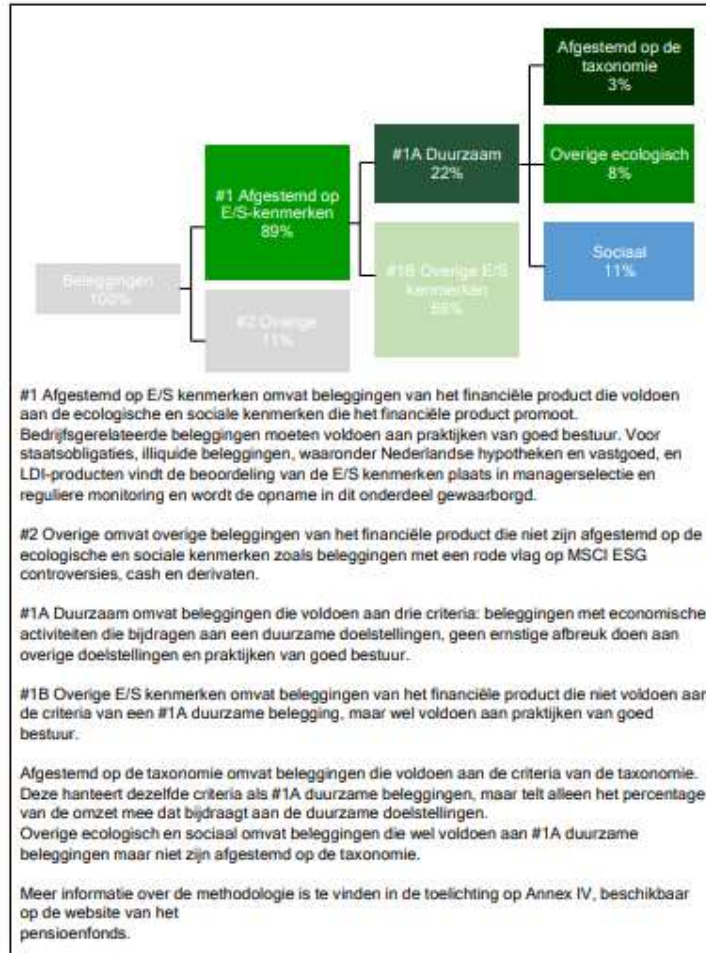 Afgestemd op de
taxonomie
3%
#1A Duurzaam
22%
Overige ecologisch
8%
#1 Afgestemd op
E/S-kenmerken
89%
Sociaal
11%
#1B Overige E/S
kenmerken
Beleggingen
100%
#2 Overige
11%
#1 Afgestemd op E/S kenmerken omvat beleggingen van het financiële product die voldoen
aan de ecologische en sociale kenmerken die het financiële product promoot.
Bedrijfsgerelateerde beleggingen moeten voldoen aan praktijken van goed bestuur. Voor
staatsobligaties, illiquide beleggingen, waaronder Nederlandse hypotheken en vastgoed, en
LDI-producten vindt de beoordeling van de E/S kenmerken plaats in managerselectie en
reguliere monitoring en wordt de opname in dit onderdeel gewaarborgd.
#2 Overige omvat overige beleggingen van het financiële product die niet zijn afgestemd op de
ecologische en sociale kenmerken zoals beleggingen met een rode vlag op MSCI ESG
controversies, cash en derivaten.
#1A Duurzaam omvat beleggingen die voldoen aan drie criteria: beleggingen met economische
activiteiten die bijdragen aan een duurzame doelstellingen, geen ernstige afbreuk doen aan
overige doelstellingen en praktijken van goed bestuur.
#1B Overige E/S kenmerken omvat beleggingen van het financiële product die niet voldoen aan
de criteria van een #1A duurzame belegging, maar wel voldoen aan praktijken van goed
bestuur.
Afgestemd op de taxonomie omvat beleggingen die voldoen aan de criteria van de taxonomie.
Deze hanteert dezelfde criteria als #1A duurzame beleggingen, maar telt alleen het percentage
van de omzet mee dat bijdraagt aan de duurzame doelstellingen.
Overige ecologisch en sociaal omvat beleggingen die wel voldoen aan #1A duurzame
beleggingen maar niet zijn afgestemd op de taxonomie.
Meer informatie over de methodologie is te vinden in de toelichting op Annex IV, beschikbaar
op de website van het
pensioenfonds.